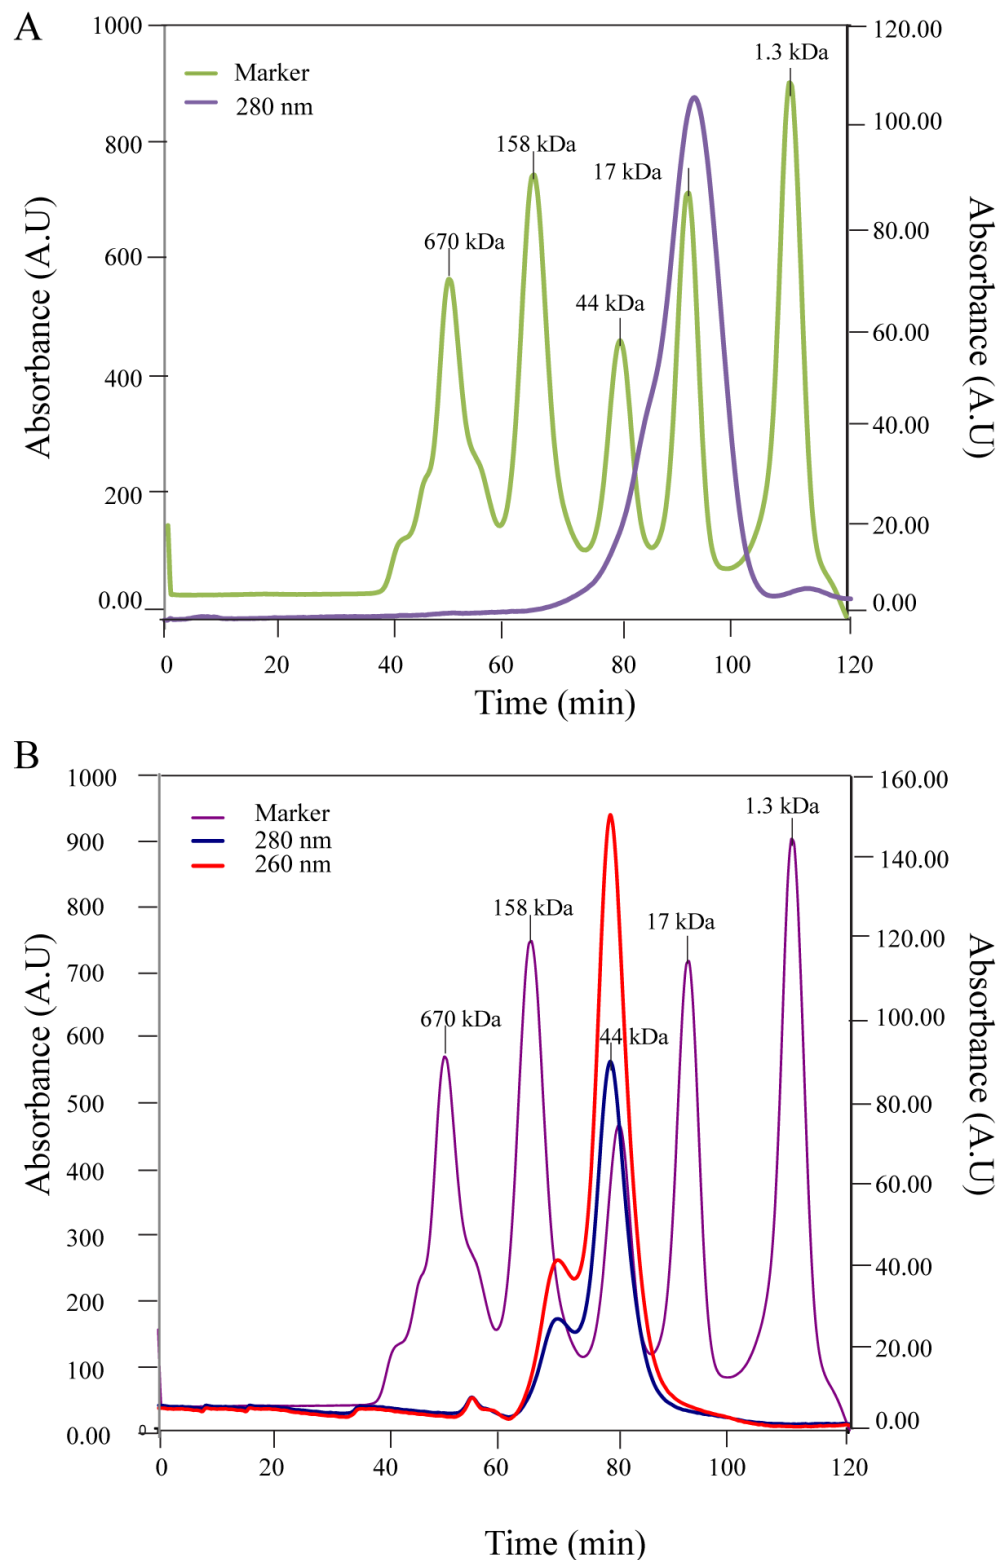 A
1000
800
600
400
200
0.00
Absorbance (A.U)
Marker
280 nm
670 kDa
158 kDa
44 kDa
17 kDa
1.3 kDa
120.00
100.00
80.00
60.00
40.00
20.00
0.00
Absorbance (A.U)
0 20 40 60 80 100 120
Time (min)
B
1000
900
800
700
600
500
400
300
200
100
0.00
0
Absorbance (A.U)
Marker
280 nm
260 nm
670 kDa
158 kDa
44 kDa
17 kDa
1.3 kDa
160.00
140.00
120.00
100.00
80.00
60.00
40.00
20.00
0.00
Absorbance (A.U)
0 20 40 60 80 100 120
Time (min)